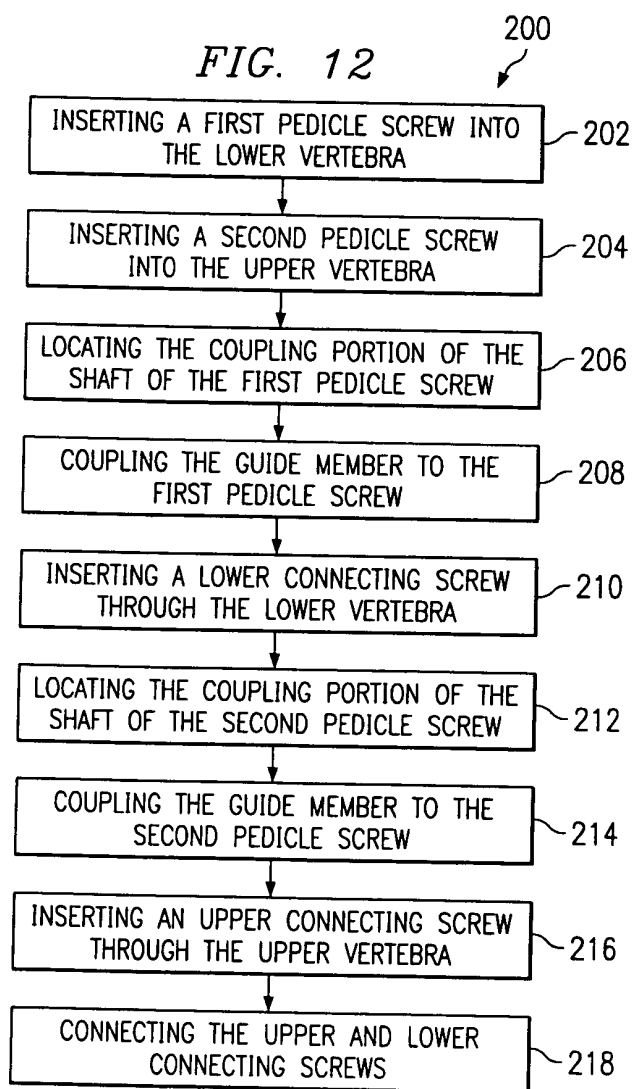 200
FIG. 12
INSERTING A FIRST PEDICLE SCREW INTO
THE LOWER VERTEBRA
202
INSERTING A SECOND PEDICLE SCREW
INTO THE UPPER VERTEBRA
204
LOCATING THE COUPLING PORTION OF THE
SHAFT OF THE FIRST PEDICLE SCREW
206
COUPLING THE GUIDE MEMBER TO THE
FIRST PEDICLE SCREW
208
INSERTING A LOWER CONNECTING SCREW
THROUGH THE LOWER VERTEBRA
210
LOCATING THE COUPLING PORTION OF THE
SHAFT OF THE SECOND PEDICLE SCREW
212
COUPLING THE GUIDE MEMBER TO THE
SECOND PEDICLE SCREW
214
INSERTING AN UPPER CONNECTING SCREW
THROUGH THE UPPER VERTEBRA
216
CONNECTING THE UPPER AND LOWER
CONNECTING SCREWS
218